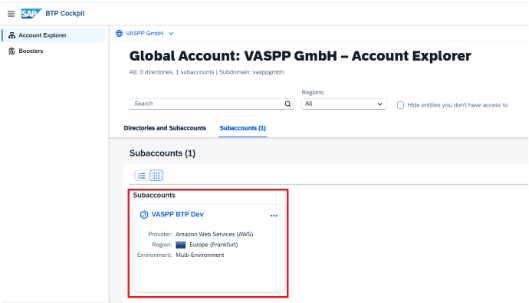 SAP BTP Cockpit
Account Explorer
Boosters
VASPP GmbH
Global Account: VASPP GmbH – Account Explorer
All: 0 directories, 1 subaccounts | Subdomain: vasppgmbh
Search
Regions:
All
Hide entities you don't have access to
Directories and Subaccounts
Subaccounts (1)
Subaccounts (1)
Subaccounts
VASPP BTP Dev
...
Provider: Amazon Web Services (AWS)
Region: Europe (Frankfurt)
Environment: Multi-Environment